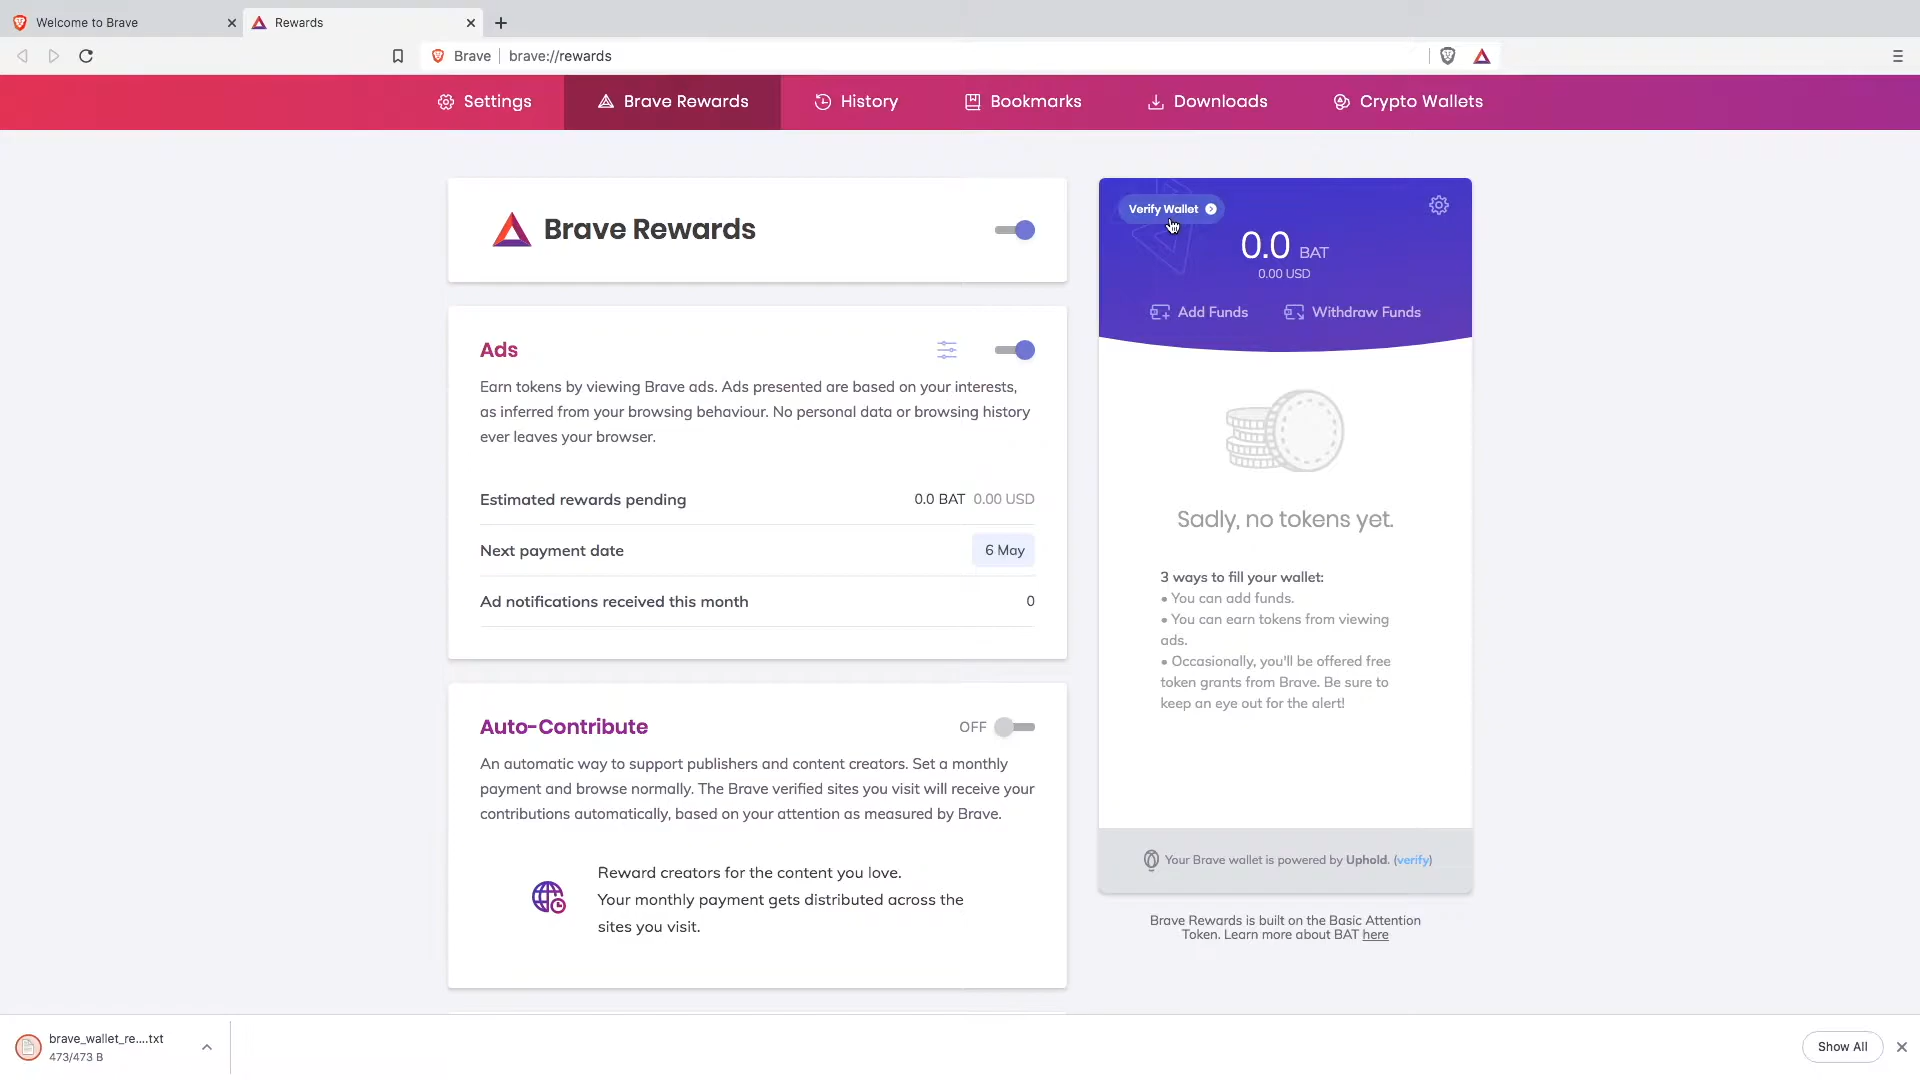 Welcome to Brave
Rewards
Brave
brave://rewards
Settings
Brave Rewards
History
Bookmarks
Downloads
Crypto Wallets
Brave Rewards
Ads
Earn tokens by viewing Brave ads. Ads presented are based on your interests,
as inferred from your browsing behaviour. No personal data or browsing history
ever leaves your browser.
Estimated rewards pending 0.0 BAT 0.00 USD
Next payment date 6 May
Ad notifications received this month 0
Auto-Contribute OFF
An automatic way to support publishers and content creators. Set a monthly
payment and browse normally. The Brave verified sites you visit will receive your
contributions automatically, based on your attention as measured by Brave.
Reward creators for the content you love.
Your monthly payment gets distributed across the
sites you visit.
Verify Wallet
0.0 BAT
0.00 USD
Add Funds
Withdraw Funds
Sadly, no tokens yet.
3 ways to fill your wallet:
• You can add funds.
• You can earn tokens from viewing
ads.
• Occasionally, you'll be offered free
token grants from Brave. Be sure to
keep an eye out for the alert!
Your Brave wallet is powered by Uphold. (verify)
Brave Rewards is built on the Basic Attention
Token. Learn more about BAT here
brave_wallet_re....txt
473/473 B
Show All